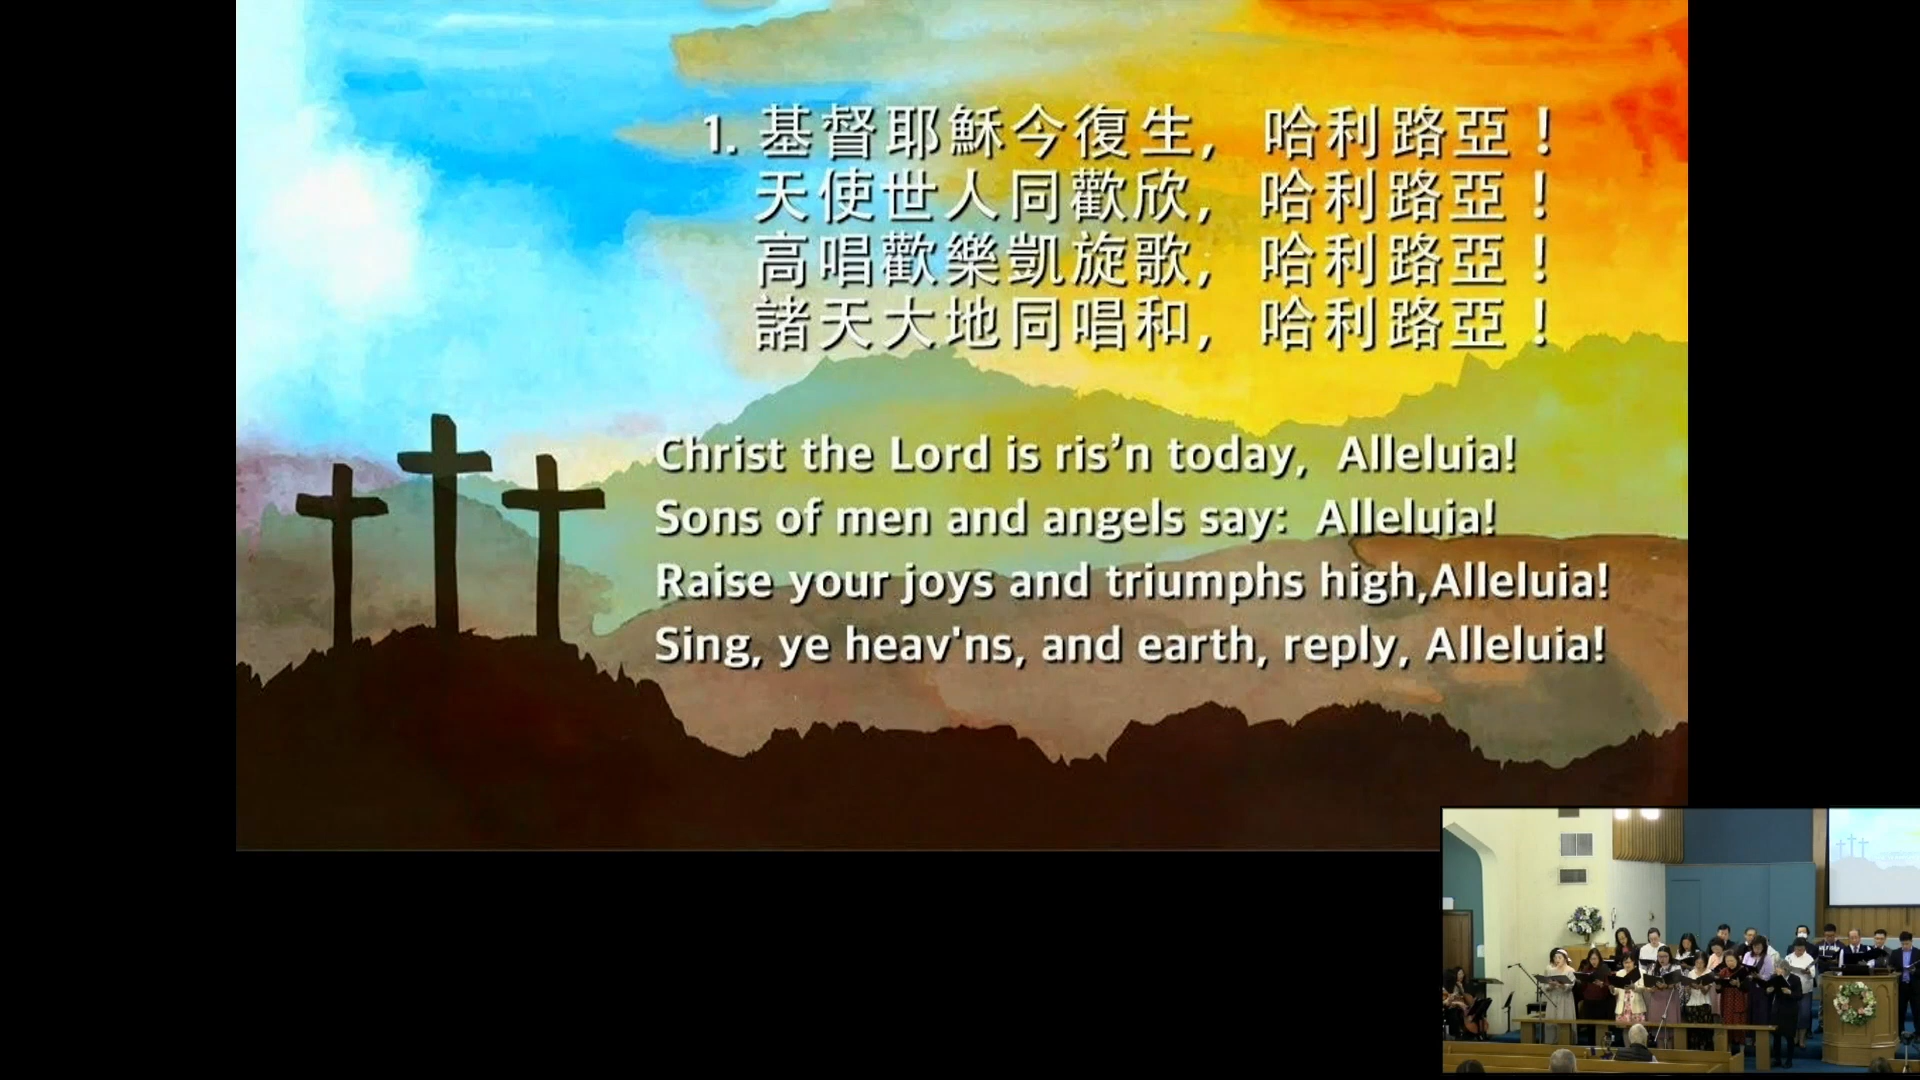 1. 基督耶穌今復生, 哈利路亞！
天使世人同歡欣, 哈利路亞！
高唱歡樂凱旋歌, 哈利路亞！
諸天大地同唱和, 哈利路亞！
Christ the Lord is ris’n today, Alleluia!
Sons of men and angels say: Alleluia!
Raise your joys and triumphs high,Alleluia!
Sing, ye heav'ns, and earth, reply, Alleluia!